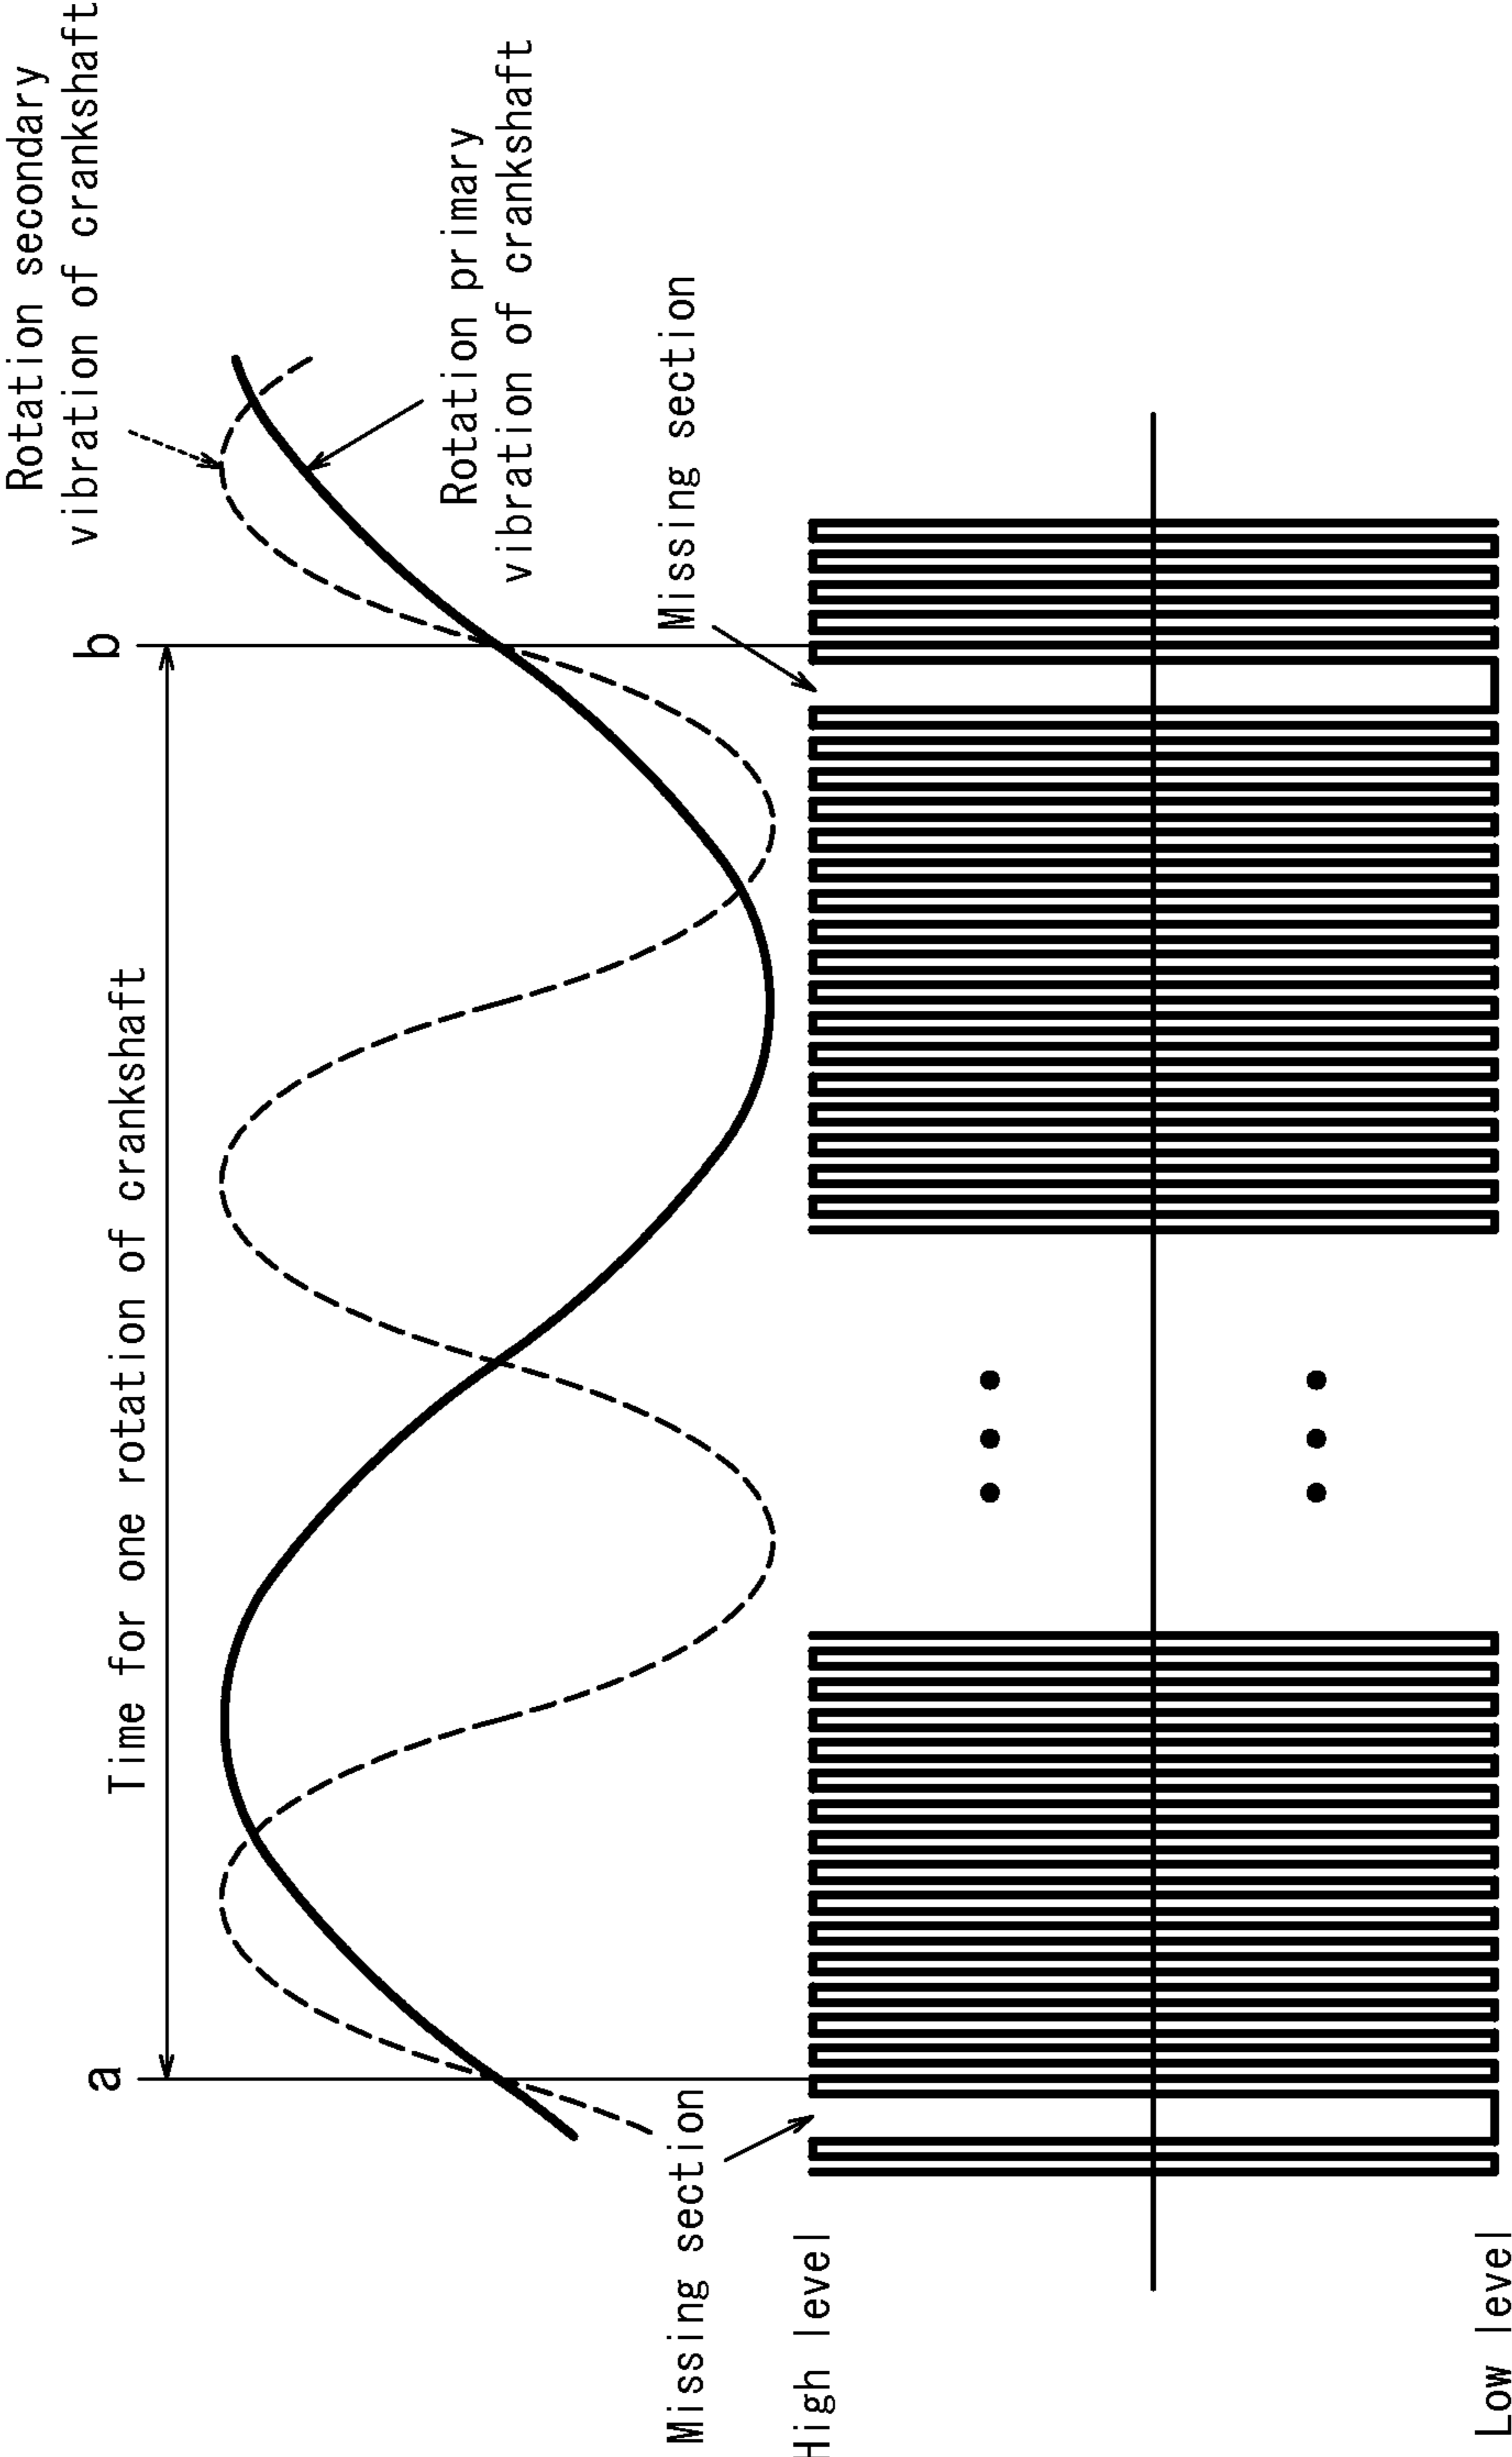 Rotation secondary
vibration of crankshaft
a
b
Time for one rotation of crankshaft
Rotation primary
vibration of crankshaft
Missing section
Missing section
High level
Low level